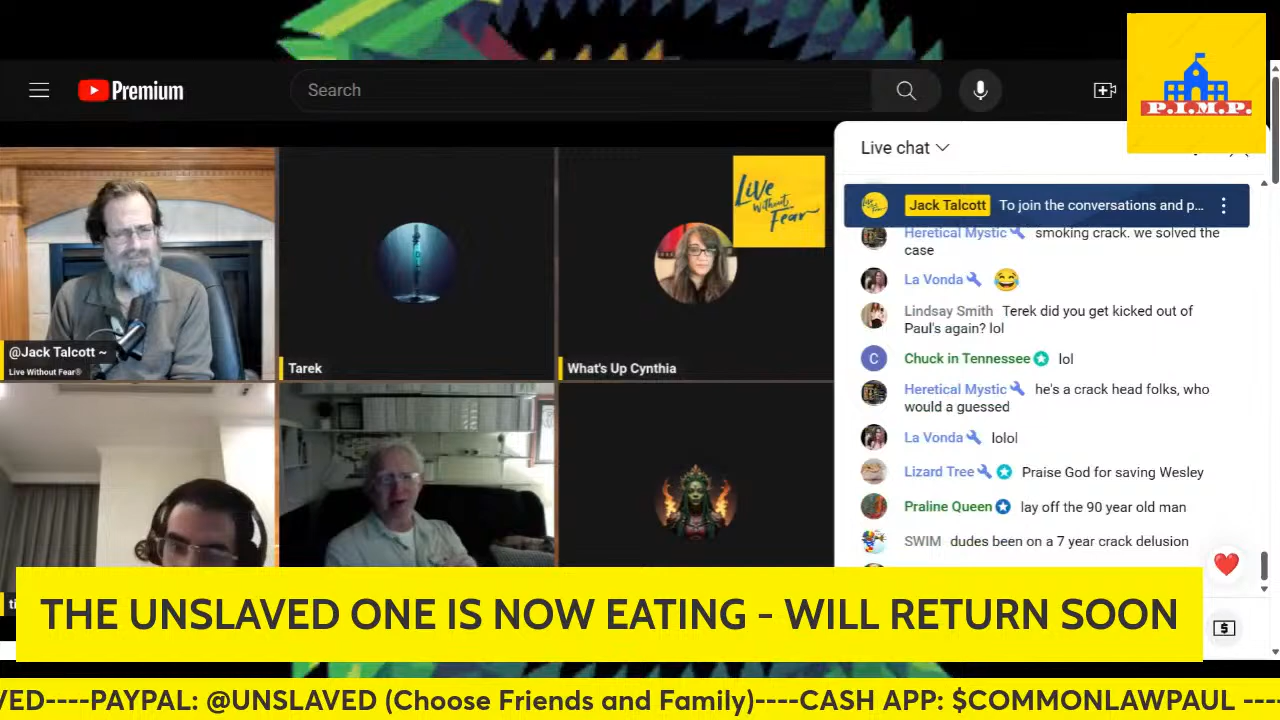 Premium
Search
P.I.M.P.
Live chat
Live Without Fear
Jack Talcott To join the conversations and p...
Heretical Mystic smoking crack. we solved the
case
La Vonda 😂
Lindsay Smith Terek did you get kicked out of
Paul's again? lol
C Chuck in Tennessee lol
Heretical Mystic he's a crack head folks, who
would a guessed
La Vonda lolol
Lizard Tree Praise God for saving Wesley
Praline Queen lay off the 90 year old man
SWIM dudes been on a 7 year crack delusion
@Jack Talcott ~
Live Without Fear®
Tarek
What's Up Cynthia
THE UNSLAVED ONE IS NOW EATING - WILL RETURN SOON
VED----PAYPAL: @UNSLAVED (Choose Friends and Family)----CASH APP: $COMMONLAWPAUL ----